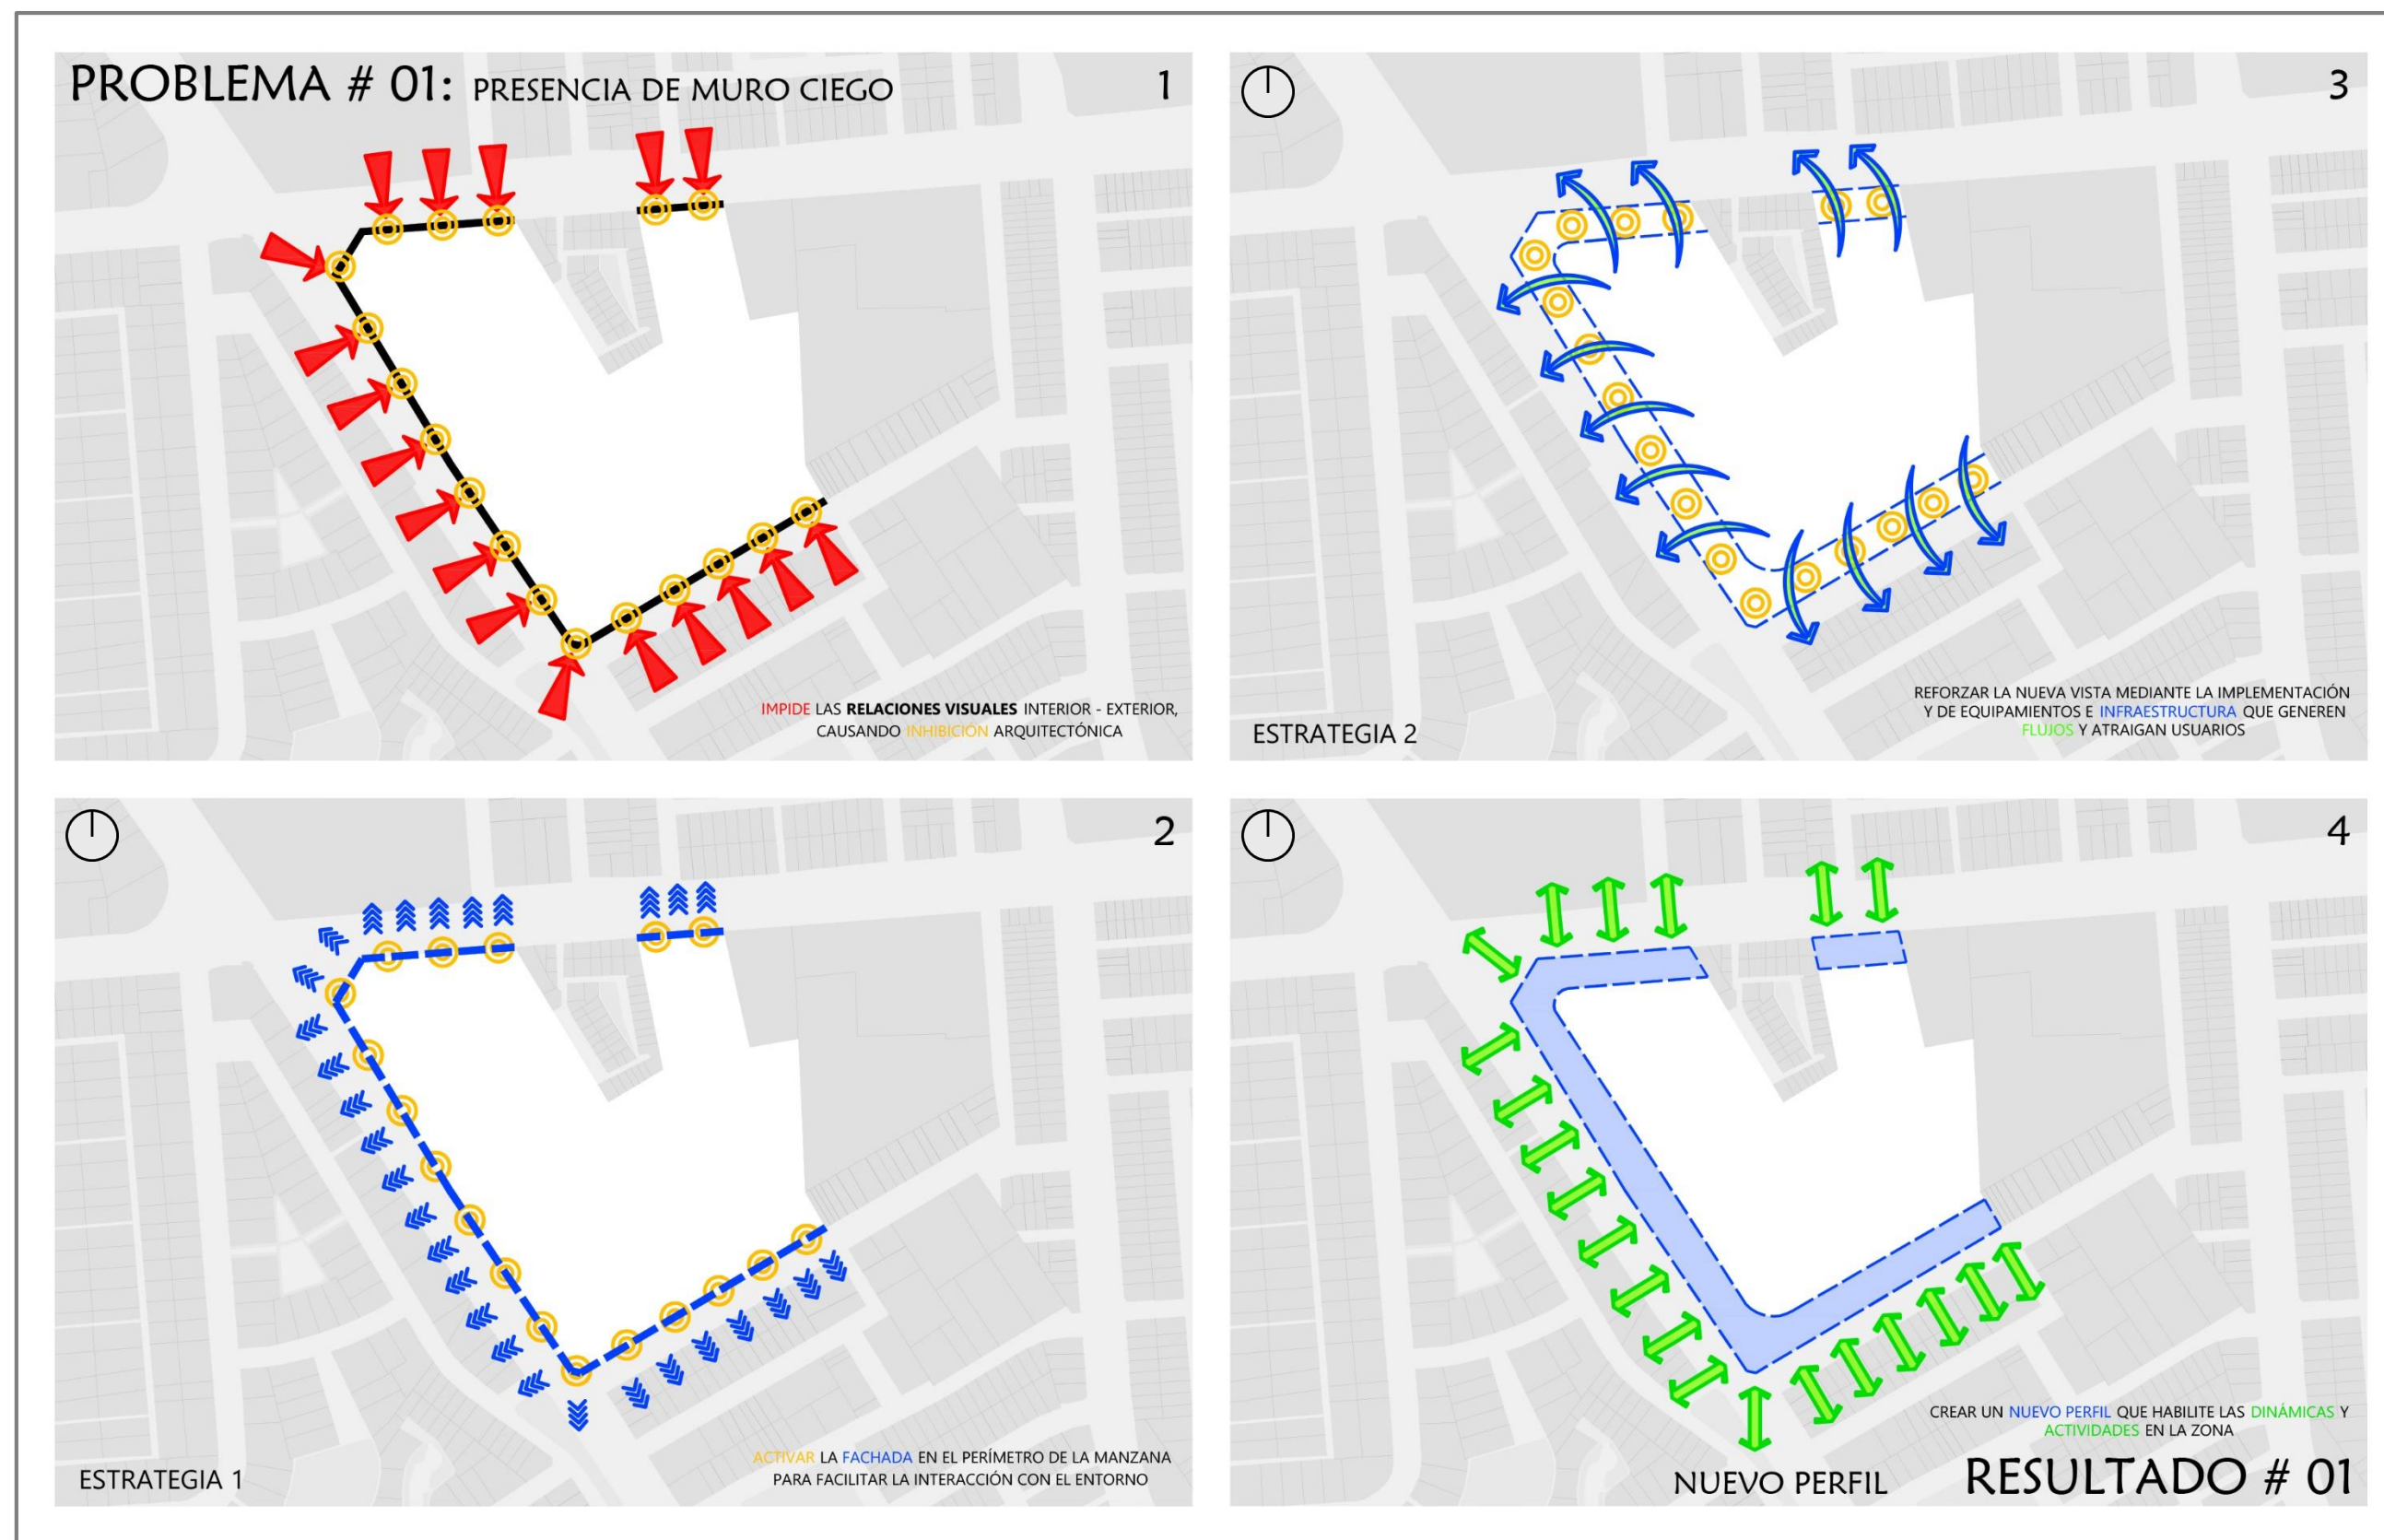 PROBLEMA # 01: PRESENCIA DE MURO CIEGO
1
IMPIDE LAS RELACIONES VISUALES INTERIOR - EXTERIOR,
CAUSANDO INHIBICIÓN ARQUITECTÓNICA
2
ESTRATEGIA 1
ACTIVAR LA FACHADA EN EL PERÍMETRO DE LA MANZANA
PARA FACILITAR LA INTERACCIÓN CON EL ENTORNO
3
ESTRATEGIA 2
REFORZAR LA NUEVA VISTA MEDIANTE LA IMPLEMENTACIÓN
Y DE EQUIPAMIENTOS E INFRAESTRUCTURA QUE GENEREN
FLUJOS Y ATRAIGAN USUARIOS
4
CREAR UN NUEVO PERFIL QUE HABILITE LAS DINÁMICAS Y
ACTIVIDADES EN LA ZONA
NUEVO PERFIL RESULTADO # 01